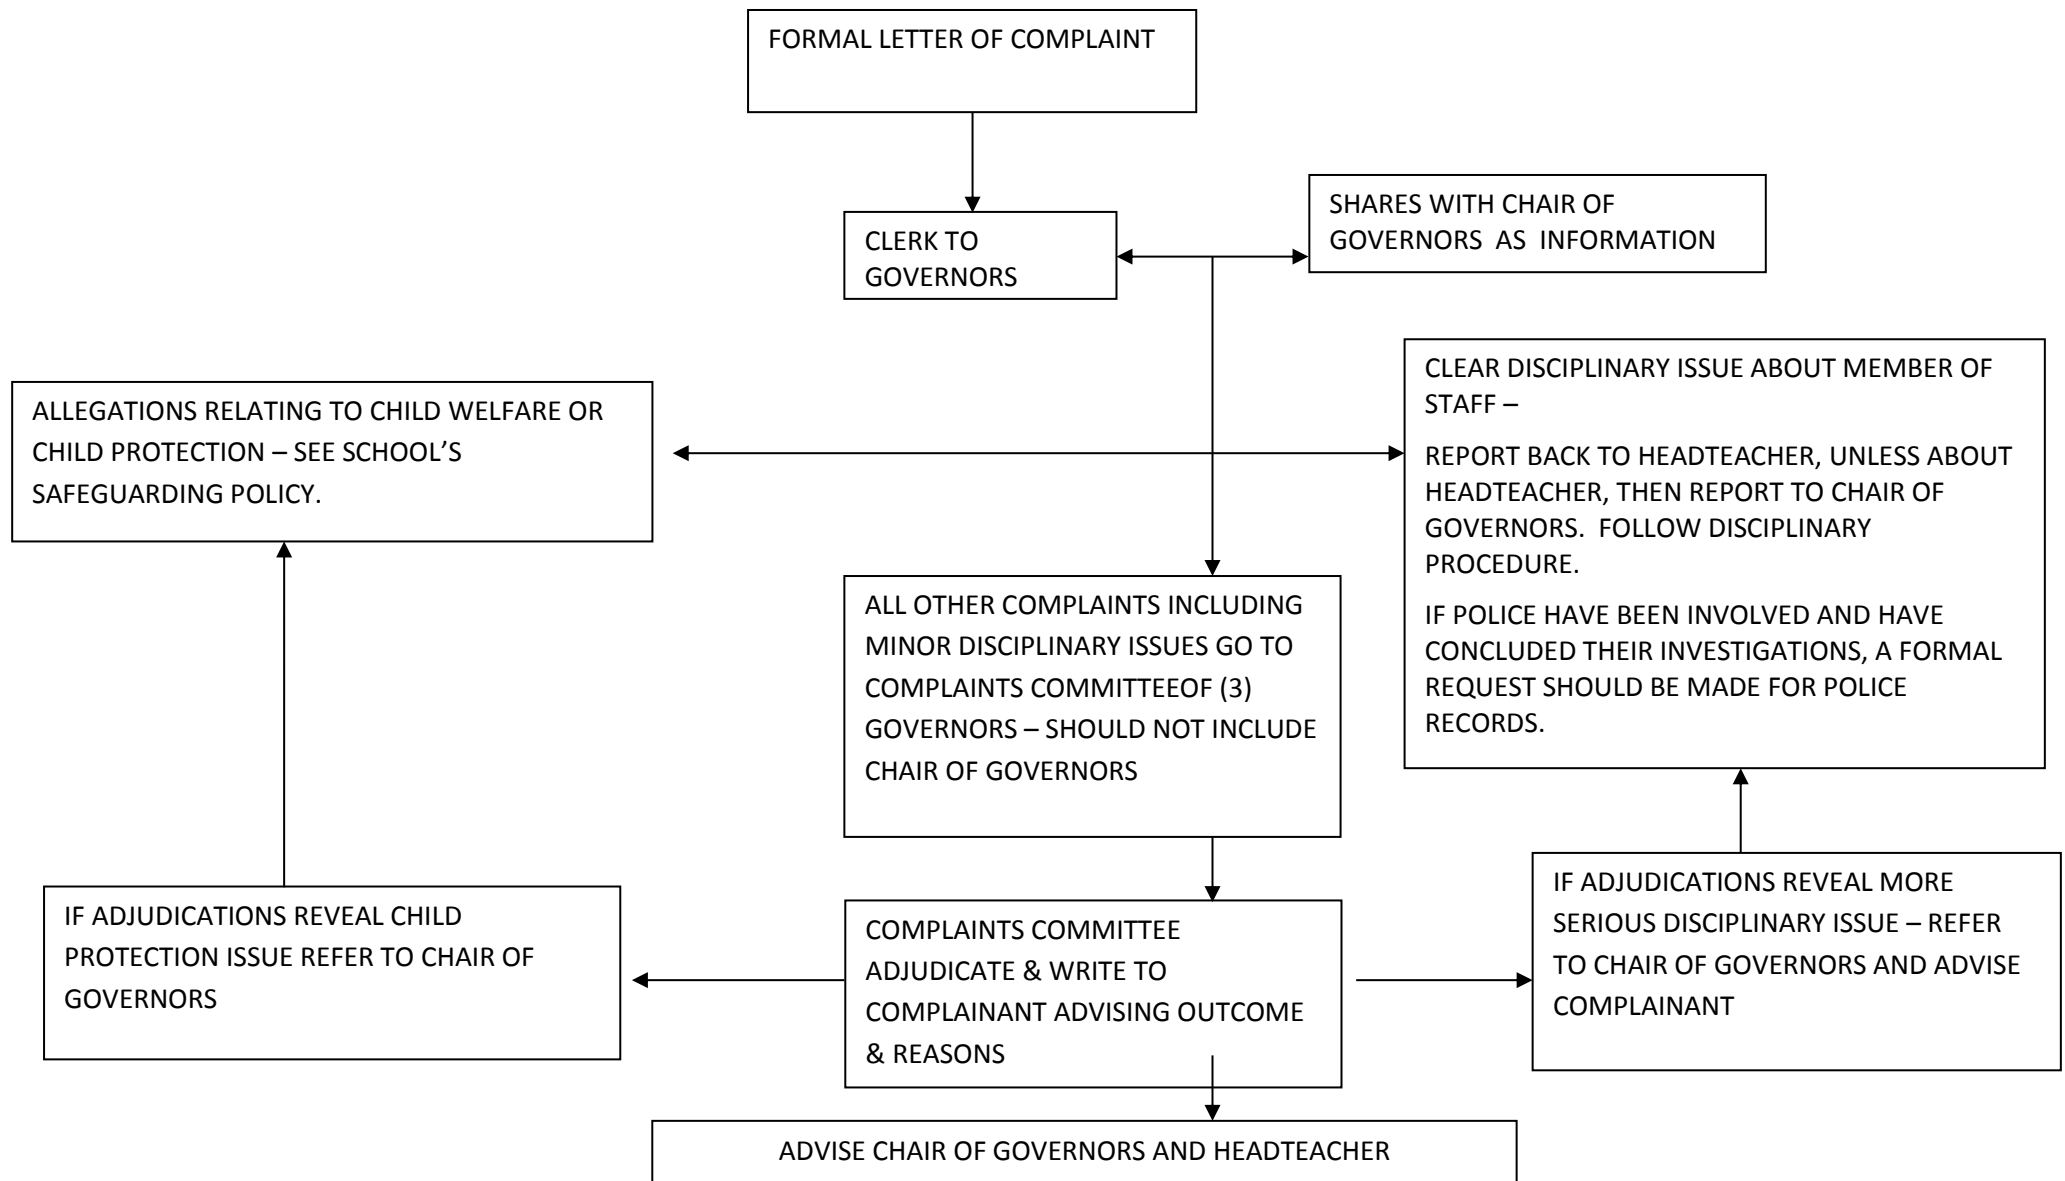 FORMAL LETTER OF COMPLAINT
SHARES WITH CHAIR OF
GOVERNORS AS INFORMATION
CLERK TO
GOVERNORS
CLEAR DISCIPLINARY ISSUE ABOUT MEMBER OF
STAFF –
REPORT BACK TO HEADTEACHER, UNLESS ABOUT
HEADTEACHER, THEN REPORT TO CHAIR OF
GOVERNORS. FOLLOW DISCIPLINARY
PROCEDURE.
IF POLICE HAVE BEEN INVOLVED AND HAVE
CONCLUDED THEIR INVESTIGATIONS, A FORMAL
REQUEST SHOULD BE MADE FOR POLICE
RECORDS.
ALLEGATIONS RELATING TO CHILD WELFARE OR
CHILD PROTECTION – SEE SCHOOL’S
SAFEGUARDING POLICY.
ALL OTHER COMPLAINTS INCLUDING
MINOR DISCIPLINARY ISSUES GO TO
COMPLAINTS COMMITTEEOF (3)
GOVERNORS – SHOULD NOT INCLUDE
CHAIR OF GOVERNORS
IF ADJUDICATIONS REVEAL CHILD
PROTECTION ISSUE REFER TO CHAIR OF
GOVERNORS
COMPLAINTS COMMITTEE
ADJUDICATE & WRITE TO
COMPLAINANT ADVISING OUTCOME
& REASONS
IF ADJUDICATIONS REVEAL MORE
SERIOUS DISCIPLINARY ISSUE – REFER
TO CHAIR OF GOVERNORS AND ADVISE
COMPLAINANT
ADVISE CHAIR OF GOVERNORS AND HEADTEACHER